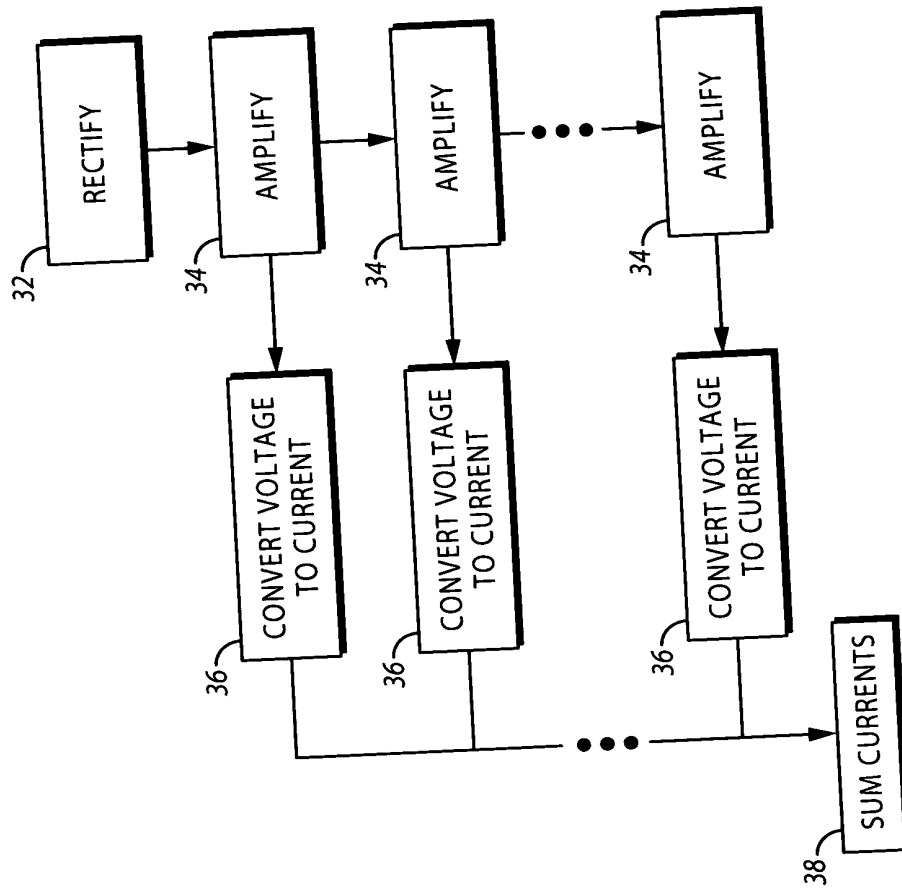 32
RECTIFY
34
AMPLIFY
36
CONVERT VOLTAGE
TO CURRENT
34
AMPLIFY
36
CONVERT VOLTAGE
TO CURRENT
34
AMPLIFY
36
CONVERT VOLTAGE
TO CURRENT
38
SUM CURRENTS